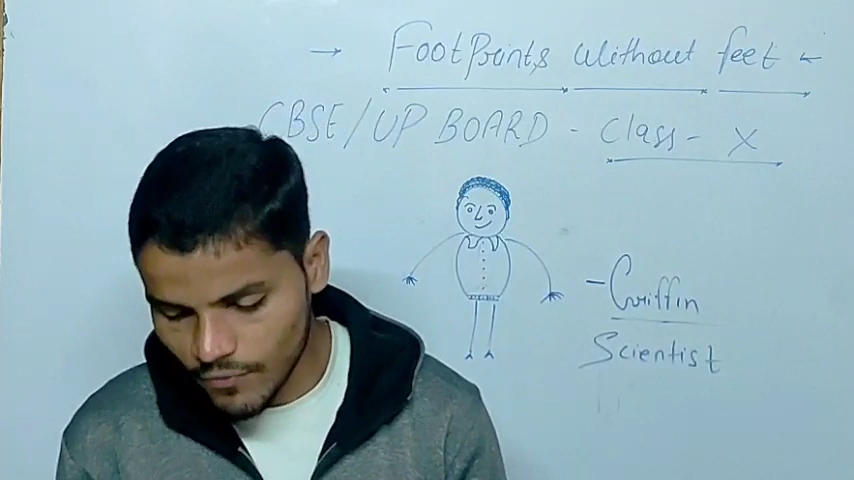 → FootPrints without feet ←
CBSE/UP BOARD - Class - X
- Griffin
Scientist